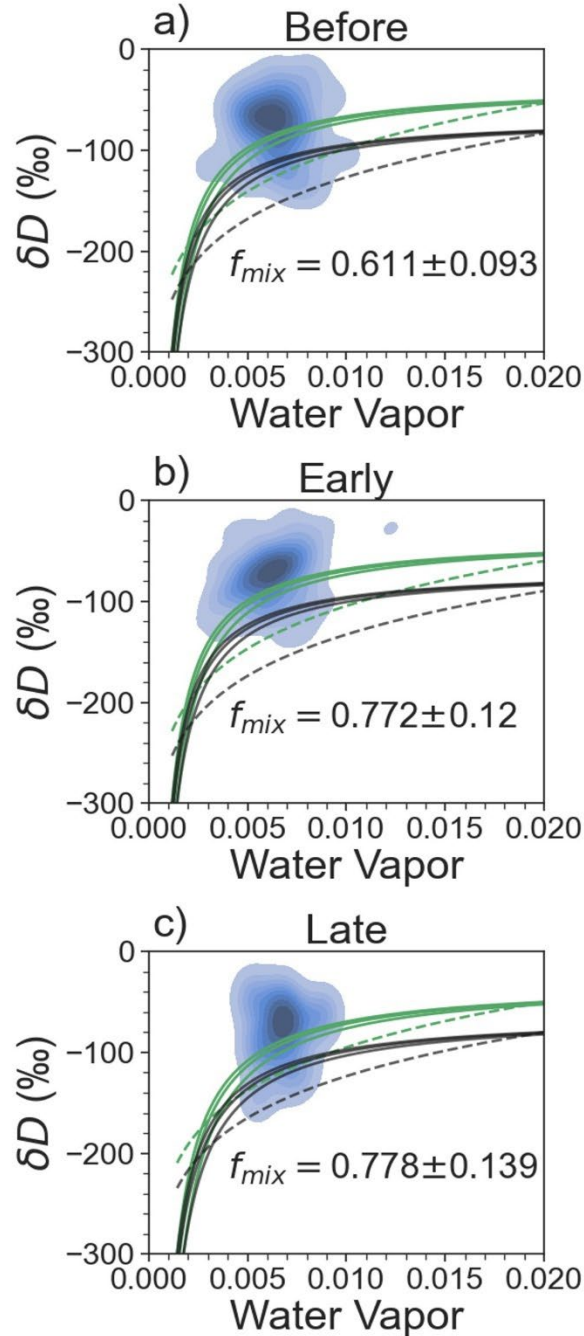 a) Before
0
−100
−200
−300
δD (‰)
f_mix = 0.611±0.093
0.000 0.005 0.010 0.015 0.020
Water Vapor
b) Early
0
−100
−200
−300
δD (‰)
f_mix = 0.772±0.12
0.000 0.005 0.010 0.015 0.020
Water Vapor
c) Late
0
−100
−200
−300
δD (‰)
f_mix = 0.778±0.139
0.000 0.005 0.010 0.015 0.020
Water Vapor